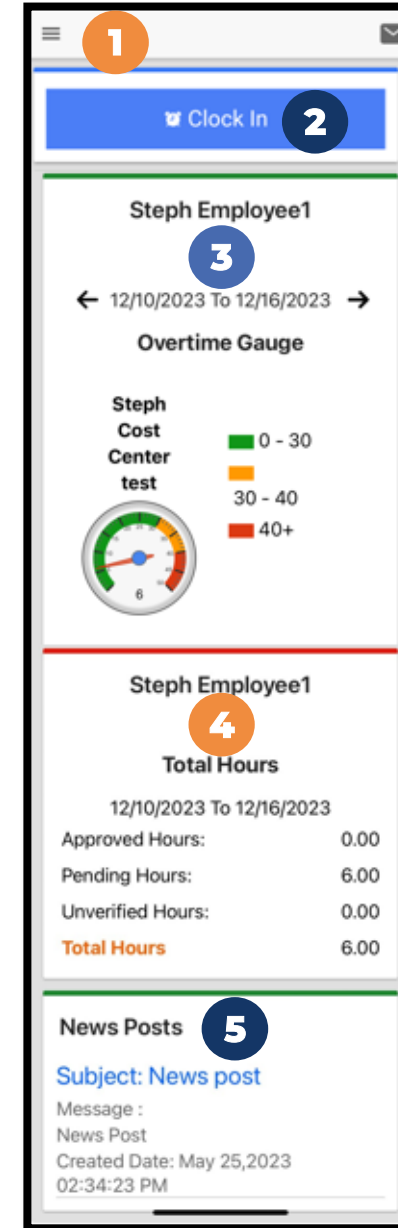 1
Clock In 2
Steph Employee1
3
12/10/2023 To 12/16/2023
Overtime Gauge
Steph
Cost
Center
test
0 - 30
30 - 40
40+
6
Steph Employee1
4
Total Hours
12/10/2023 To 12/16/2023
Approved Hours: 0.00
Pending Hours: 6.00
Unverified Hours: 0.00
Total Hours 6.00
News Posts 5
Subject: News post
Message :
News Post
Created Date: May 25,2023
02:34:23 PM